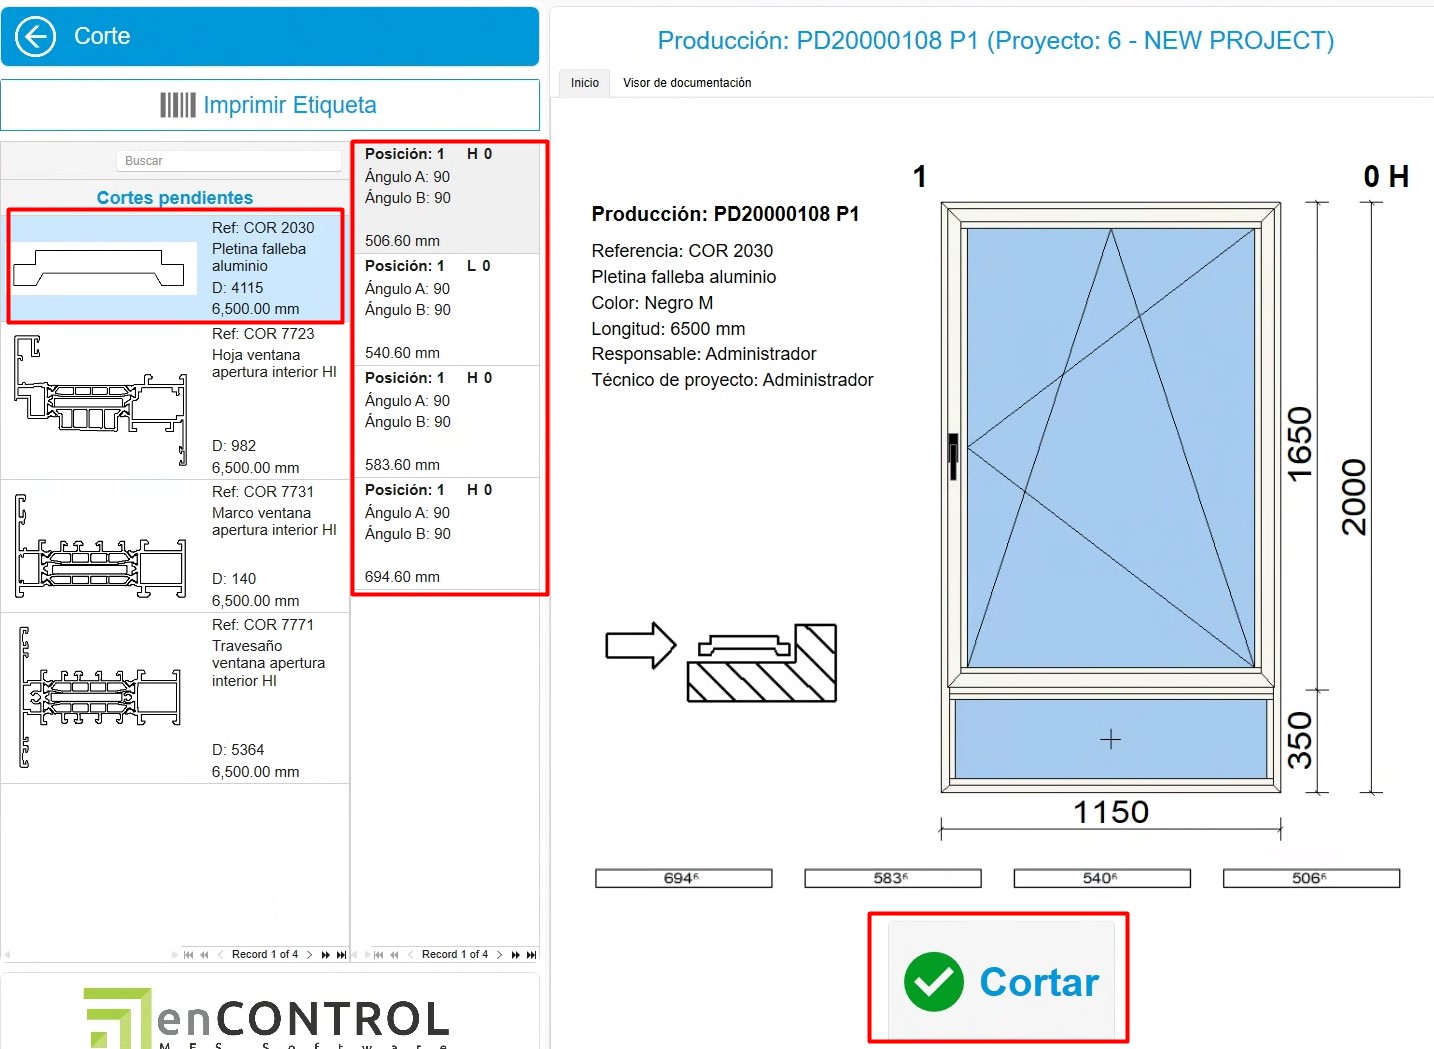 Corte
Imprimir Etiqueta
Buscar
Cortes pendientes
Ref: COR 2030
Pletina falleba
aluminio
D: 4115
6,500.00 mm
Ref: COR 7723
Hoja ventana
apertura interior HI
D: 982
6,500.00 mm
Ref: COR 7731
Marco ventana
apertura interior HI
D: 140
6,500.00 mm
Ref: COR 7771
Travesaño
ventana apertura
interior HI
D: 5364
6,500.00 mm
Record 1 of 4
Posición: 1 H 0
Ángulo A: 90
Ángulo B: 90
506.60 mm
Posición: 1 L 0
Ángulo A: 90
Ángulo B: 90
540.60 mm
Posición: 1 H 0
Ángulo A: 90
Ángulo B: 90
583.60 mm
Posición: 1 H 0
Ángulo A: 90
Ángulo B: 90
694.60 mm
Record 1 of 4
enCONTROL
MES Software
Producción: PD20000108 P1 (Proyecto: 6 - NEW PROJECT)
Inicio Visor de documentación
1 0 H
Producción: PD20000108 P1
Referencia: COR 2030
Pletina falleba aluminio
Color: Negro M
Longitud: 6500 mm
Responsable: Administrador
Técnico de proyecto: Administrador
1650
2000
350
1150
694⁶ 583⁶ 540⁶ 506⁶
Cortar